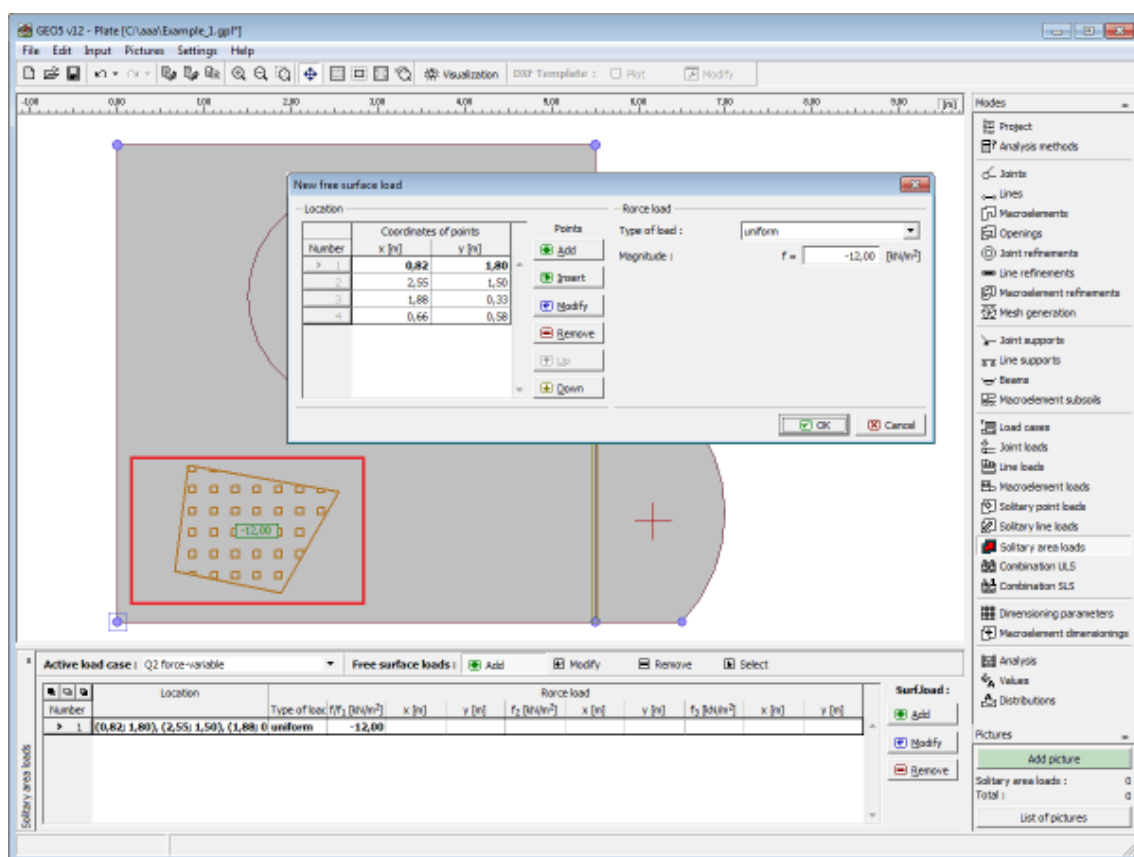 GEO5 v12 - Plate [C:\aaa\Example_1.gpl*]
File Edit Input Pictures Settings Help
Visualization DXF Template : Plot Modify
-1,00 0,00 1,00 2,00 3,00 4,00 5,00 6,00 7,00 8,00 9,00 [m]
New free surface load
Location
Coordinates of points
Number x [m] y [m]
> 1 0,82 1,80
2 2,55 1,50
3 1,88 0,33
4 0,66 0,58
Points
Add
Insert
Modify
Remove
Up
Down
Rorce load
Type of load : uniform
Magnitude : f = -12,00 [kN/m²]
OK Cancel
-12,00
Modes
Project
Analysis methods
Joints
Lines
Macroelements
Openings
Joint refinements
Line refinements
Macroelement refinements
Mesh generation
Joint supports
Line supports
Beams
Macroelement subsoils
Load cases
Joint loads
Line loads
Macroelement loads
Solitary point loads
Solitary line loads
Solitary area loads
Combination ULS
Combination SLS
Dimensioning parameters
Macroelement dimensionings
Analysis
Values
Distributions
Pictures
Add picture
Solitary area loads : 0
Total : 0
List of pictures
Solitary area loads
Active load case : Q2 force-variable Free surface loads : Add Modify Remove Select
Location Rorce load
Number Type of load f/f1 [kN/m²] x [m] y [m] f2 [kN/m²] x [m] y [m] f3 [kN/m²] x [m] y [m]
> 1 (0,82; 1,80), (2,55; 1,50), (1,88; 0 uniform -12,00
Surf.load :
Add
Modify
Remove